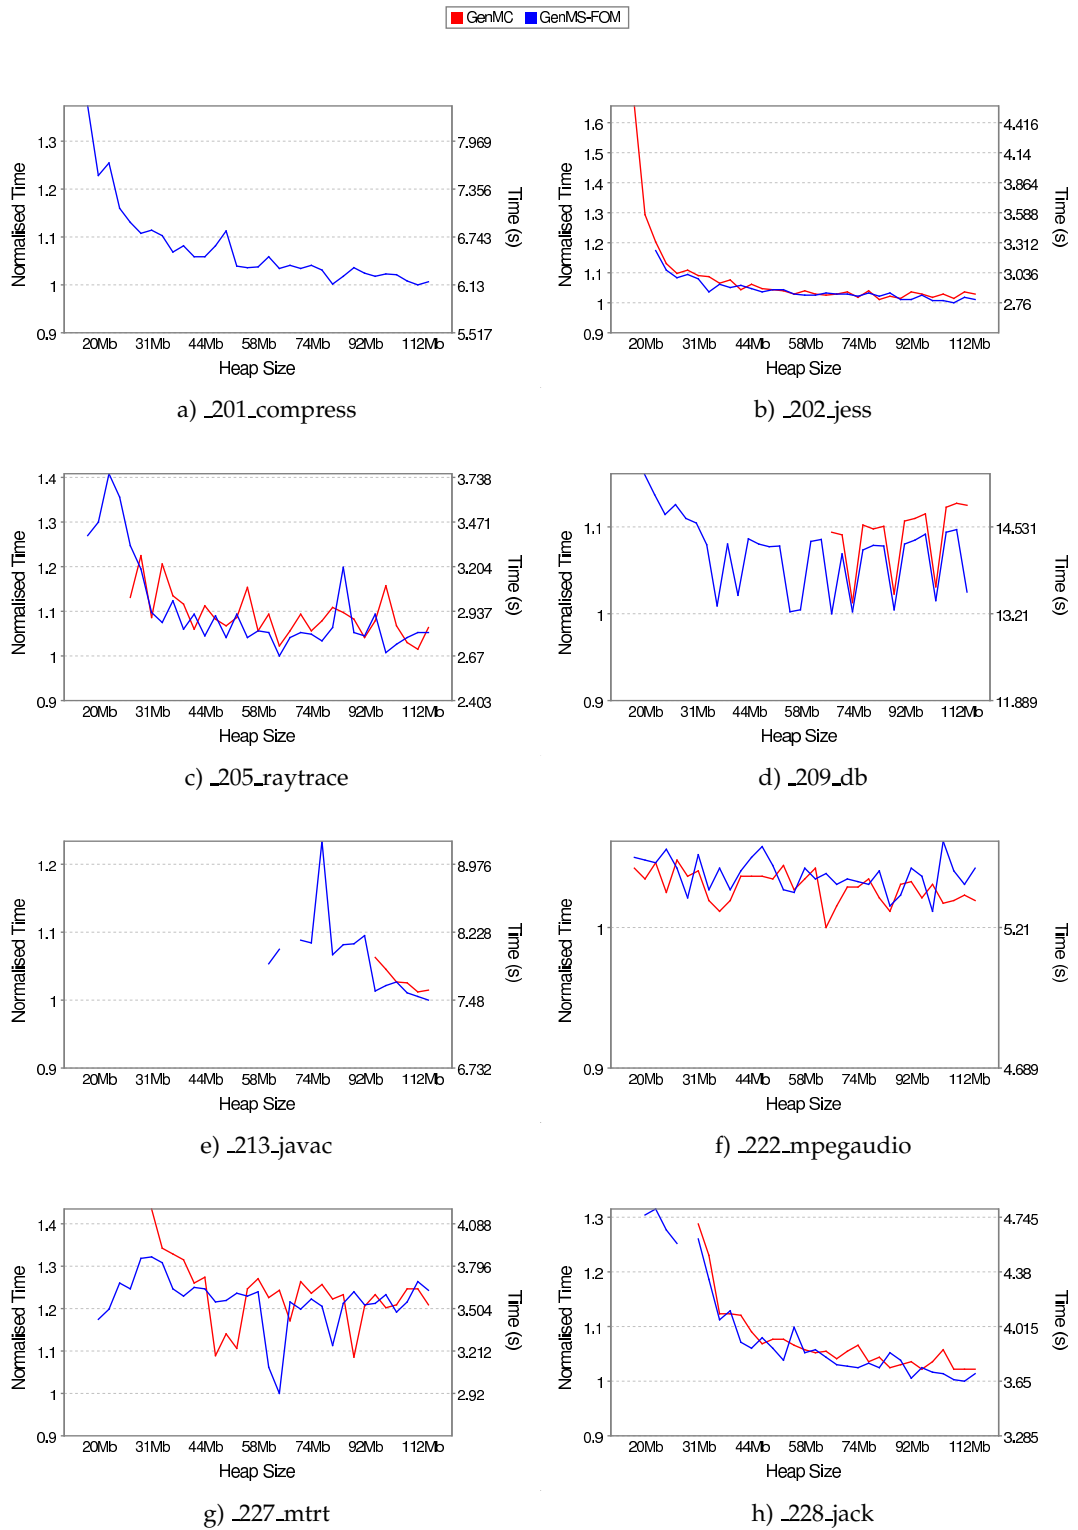 GenMC GenMS-FOM
1.3
1.2
1.1
1
0.9
Normalised Time
7.969
7.356
6.743
6.13
5.517
Time (s)
20Mb 31Mb 44Mb 58Mb 74Mb 92Mb 112Mb
Heap Size
a) _201_compress
1.6
1.5
1.4
1.3
1.2
1.1
1
0.9
Normalised Time
4.416
4.14
3.864
3.588
3.312
3.036
2.76
Time (s)
20Mb 31Mb 44Mb 58Mb 74Mb 92Mb 112Mb
Heap Size
b) _202_jess
1.4
1.3
1.2
1.1
1
0.9
Normalised Time
3.738
3.471
3.204
2.937
2.67
2.403
Time (s)
20Mb 31Mb 44Mb 58Mb 74Mb 92Mb 112Mb
Heap Size
c) _205_raytrace
1.1
1
0.9
Normalised Time
14.531
13.21
11.889
Time (s)
20Mb 31Mb 44Mb 58Mb 74Mb 92Mb 112Mb
Heap Size
d) _209_db
1.2
1.1
1
0.9
Normalised Time
8.976
8.228
7.48
6.732
Time (s)
20Mb 31Mb 44Mb 58Mb 74Mb 92Mb 112Mb
Heap Size
e) _213_javac
1
0.9
Normalised Time
5.21
4.689
Time (s)
20Mb 31Mb 44Mb 58Mb 74Mb 92Mb 112Mb
Heap Size
f) _222_mpegaudio
1.4
1.3
1.2
1.1
1
0.9
Normalised Time
4.088
3.796
3.504
3.212
2.92
Time (s)
20Mb 31Mb 44Mb 58Mb 74Mb 92Mb 112Mb
Heap Size
g) _227_mtrt
1.3
1.2
1.1
1
0.9
Normalised Time
4.745
4.38
4.015
3.65
3.285
Time (s)
20Mb 31Mb 44Mb 58Mb 74Mb 92Mb 112Mb
Heap Size
h) _228_jack